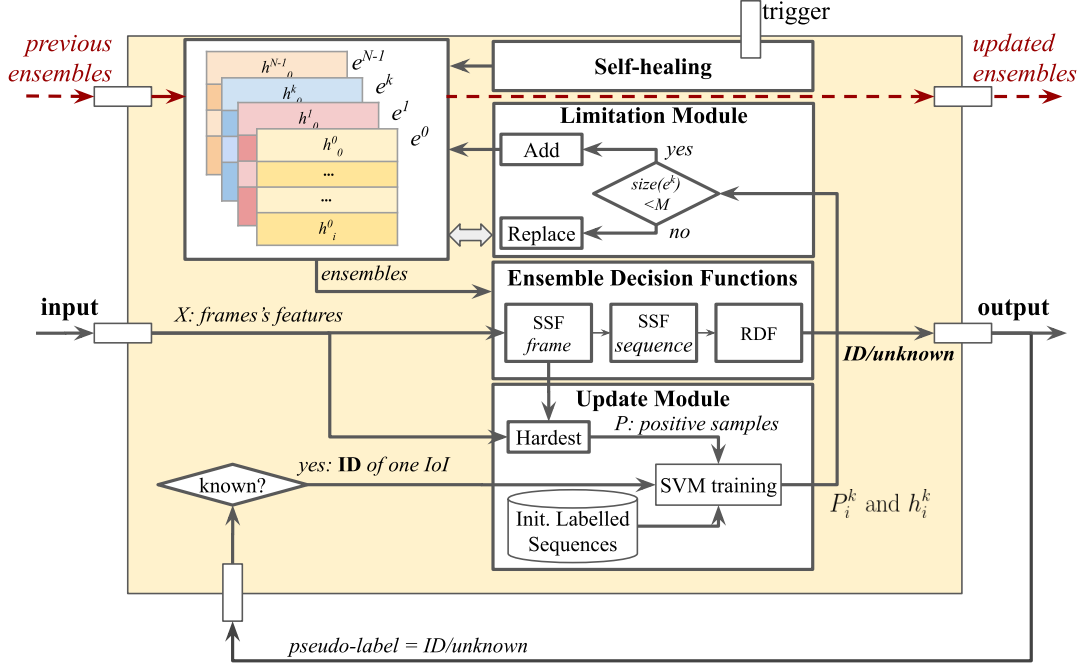 trigger
previous
ensembles
updated
ensembles
h^{N-1}_0
e^{N-1}
h^k_0
e^k
h^1_0
e^1
h^0_0
e^0
...
...
h^0_i
Self-healing
Limitation Module
Add
yes
size(e^k)
<M
Replace
no
ensembles
Ensemble Decision Functions
input
X: frames's features
SSF
frame
SSF
sequence
RDF
output
ID/unknown
Update Module
Hardest
P: positive samples
known?
yes: ID of one IoI
SVM training
Init. Labelled
Sequences
P^k_i and h^k_i
pseudo-label = ID/unknown